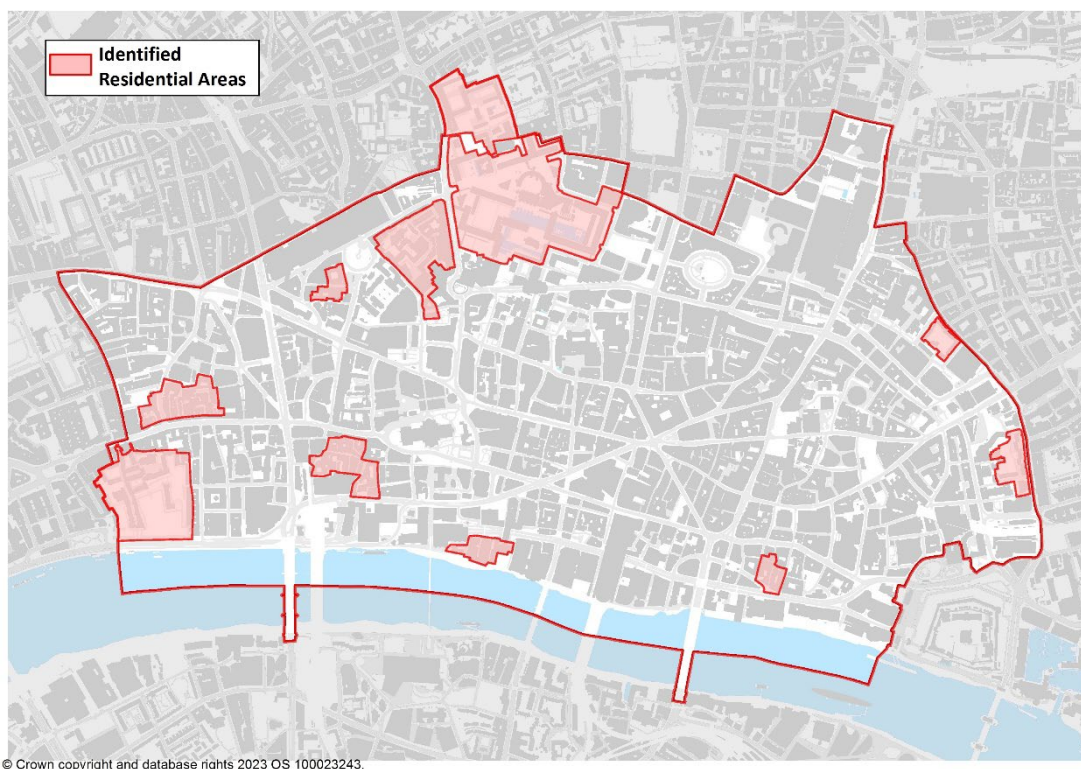 Identified
Residential Areas
© Crown copyright and database rights 2023 OS 100023243.